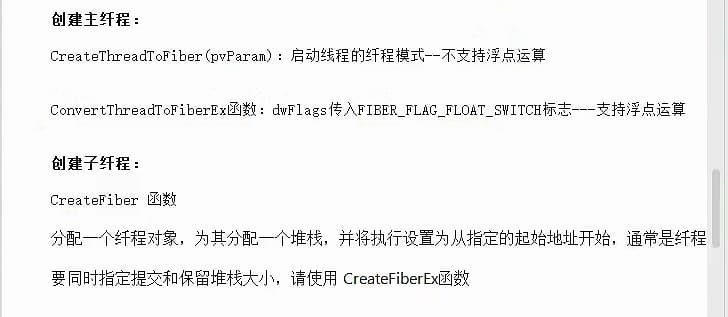 创建主纤程：
CreateThreadToFiber(pvParam)：启动线程的纤程模式--不支持浮点运算
ConvertThreadToFiberEx函数：dwFlags传入FIBER_FLAG_FLOAT_SWITCH标志---支持浮点运算
创建子纤程：
CreateFiber 函数
分配一个纤程对象，为其分配一个堆栈，并将执行设置为从指定的起始地址开始，通常是纤程
要同时指定提交和保留堆栈大小，请使用 CreateFiberEx函数